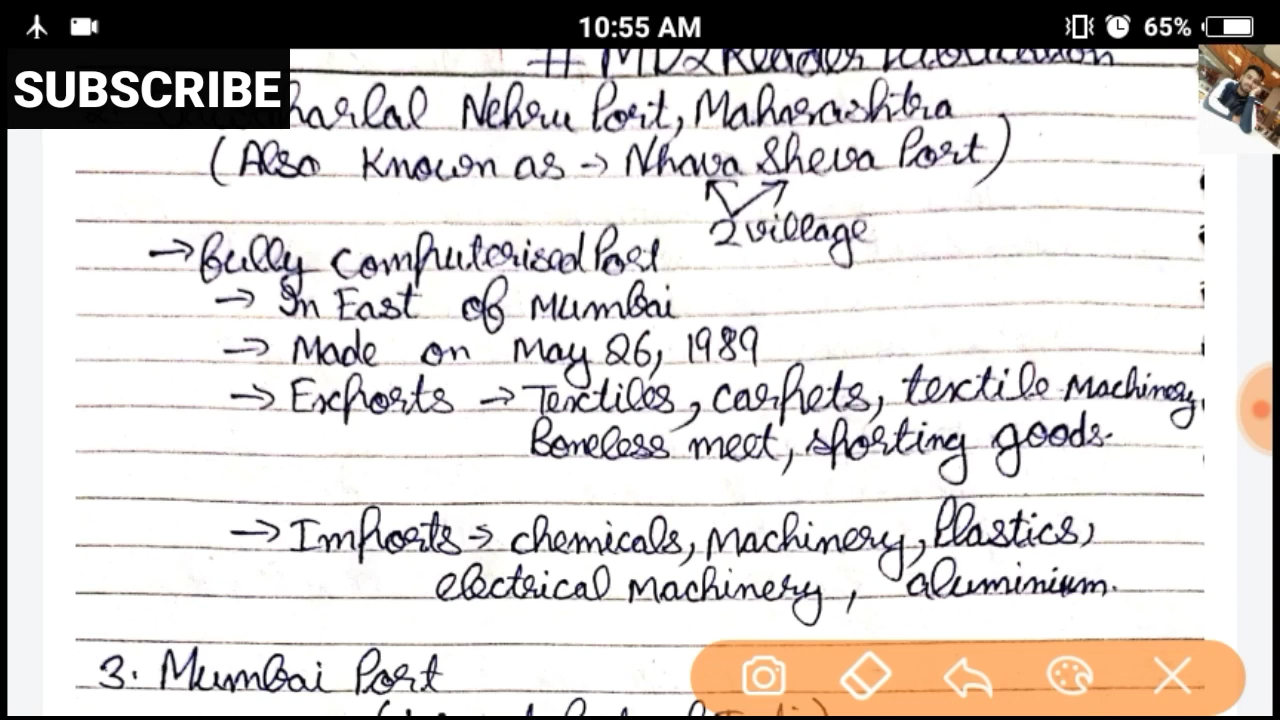 10:55 AM
65%
SUBSCRIBE
harlal Nehru Port, Maharashtra
(Also Known as → Nhava Sheva Port)
2 village
→ fully computerised Port
→ In East of Mumbai
→ Made on May 26, 1989
→ Exports → Textiles, carpets, textile Machinery,
Boneless meet, sporting goods.
→ Imports → chemicals, Machinery, Plastics,
electrical Machinery, aluminium.
3. Mumbai Port